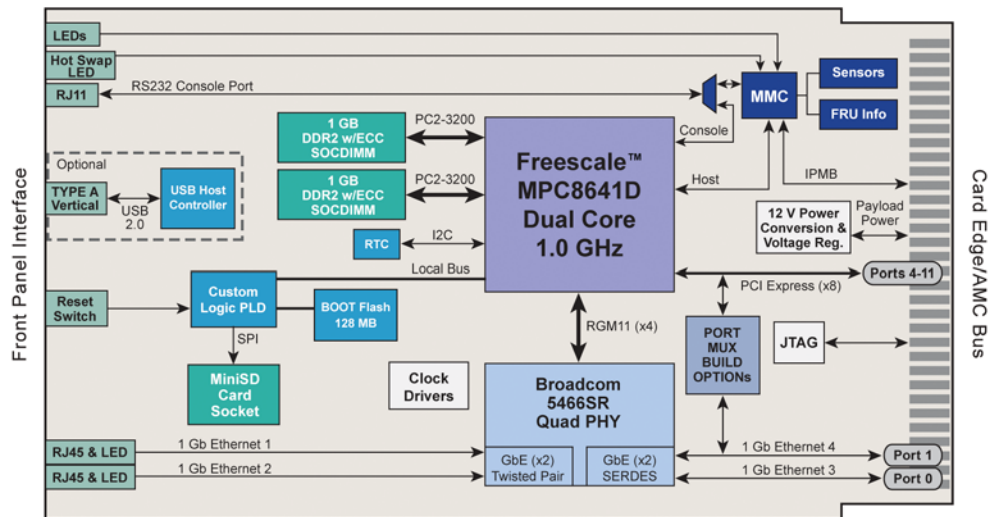 LEDs
Hot Swap
LED
RJ11
RS232 Console Port
MMC
Sensors
FRU Info
Console
1 GB
DDR2 w/ECC
SOCDIMM
PC2-3200
1 GB
DDR2 w/ECC
SOCDIMM
PC2-3200
Freescale™
MPC8641D
Dual Core
1.0 GHz
Host
IPMB
Optional
TYPE A
Vertical
USB
2.0
USB Host
Controller
RTC
I2C
12 V Power
Conversion &
Voltage Reg.
Payload
Power
Local Bus
Ports 4-11
PCI Express (x8)
Reset
Switch
Custom
Logic PLD
BOOT Flash
128 MB
SPI
MiniSD
Card
Socket
RGM11 (x4)
PORT
MUX
BUILD
OPTIONs
JTAG
Clock
Drivers
Broadcom
5466SR
Quad PHY
GbE (x2)
Twisted Pair
GbE (x2)
SERDES
RJ45 & LED
1 Gb Ethernet 1
RJ45 & LED
1 Gb Ethernet 2
1 Gb Ethernet 4
Port 1
1 Gb Ethernet 3
Port 0
Front Panel Interface
Card Edge/AMC Bus